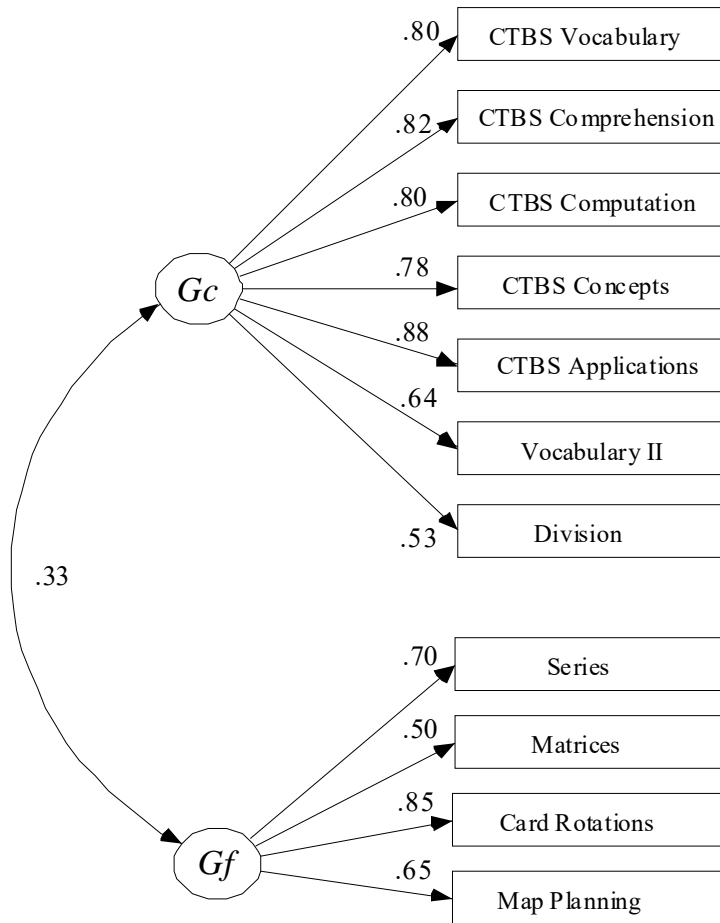 .80
CTBS Vocabulary
.82
CTBS Comprehension
.80
CTBS Computation
Gc
.78
CTBS Concepts
.88
CTBS Applications
.64
Vocabulary II
.53
Division
.33
.70
Series
.50
Matrices
.85
Card Rotations
Gf
.65
Map Planning